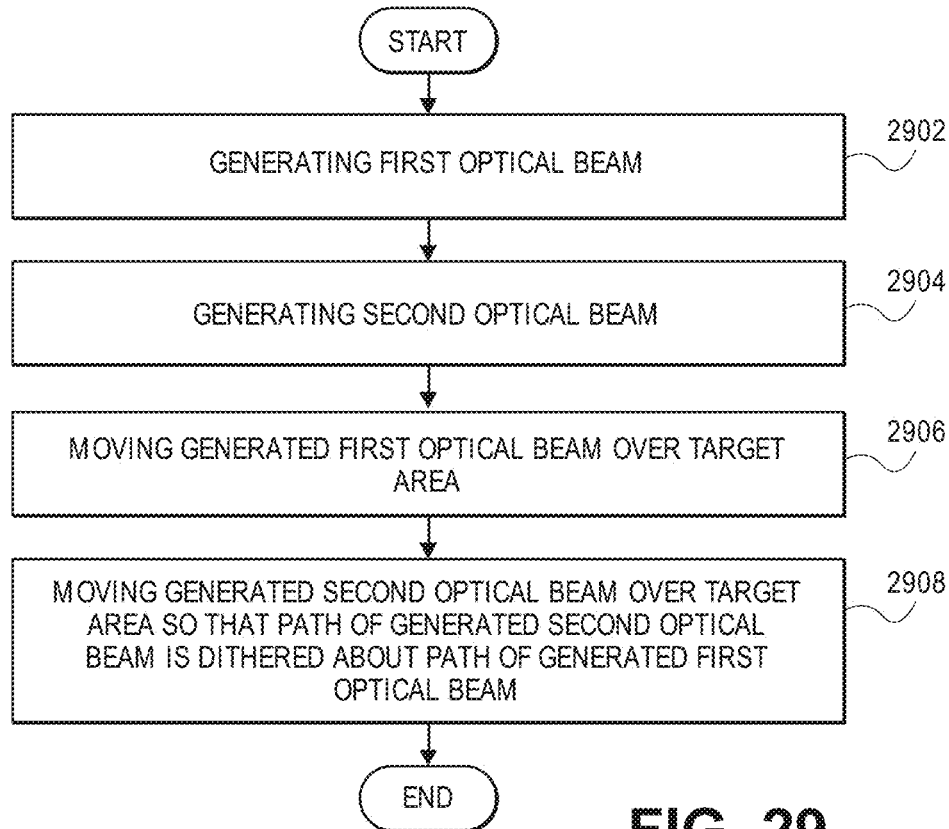 START
GENERATING FIRST OPTICAL BEAM
2902
GENERATING SECOND OPTICAL BEAM
2904
MOVING GENERATED FIRST OPTICAL BEAM OVER TARGET
AREA
2906
MOVING GENERATED SECOND OPTICAL BEAM OVER TARGET
AREA SO THAT PATH OF GENERATED SECOND OPTICAL
BEAM IS DITHERED ABOUT PATH OF GENERATED FIRST
OPTICAL BEAM
2908
END
FIG. 29